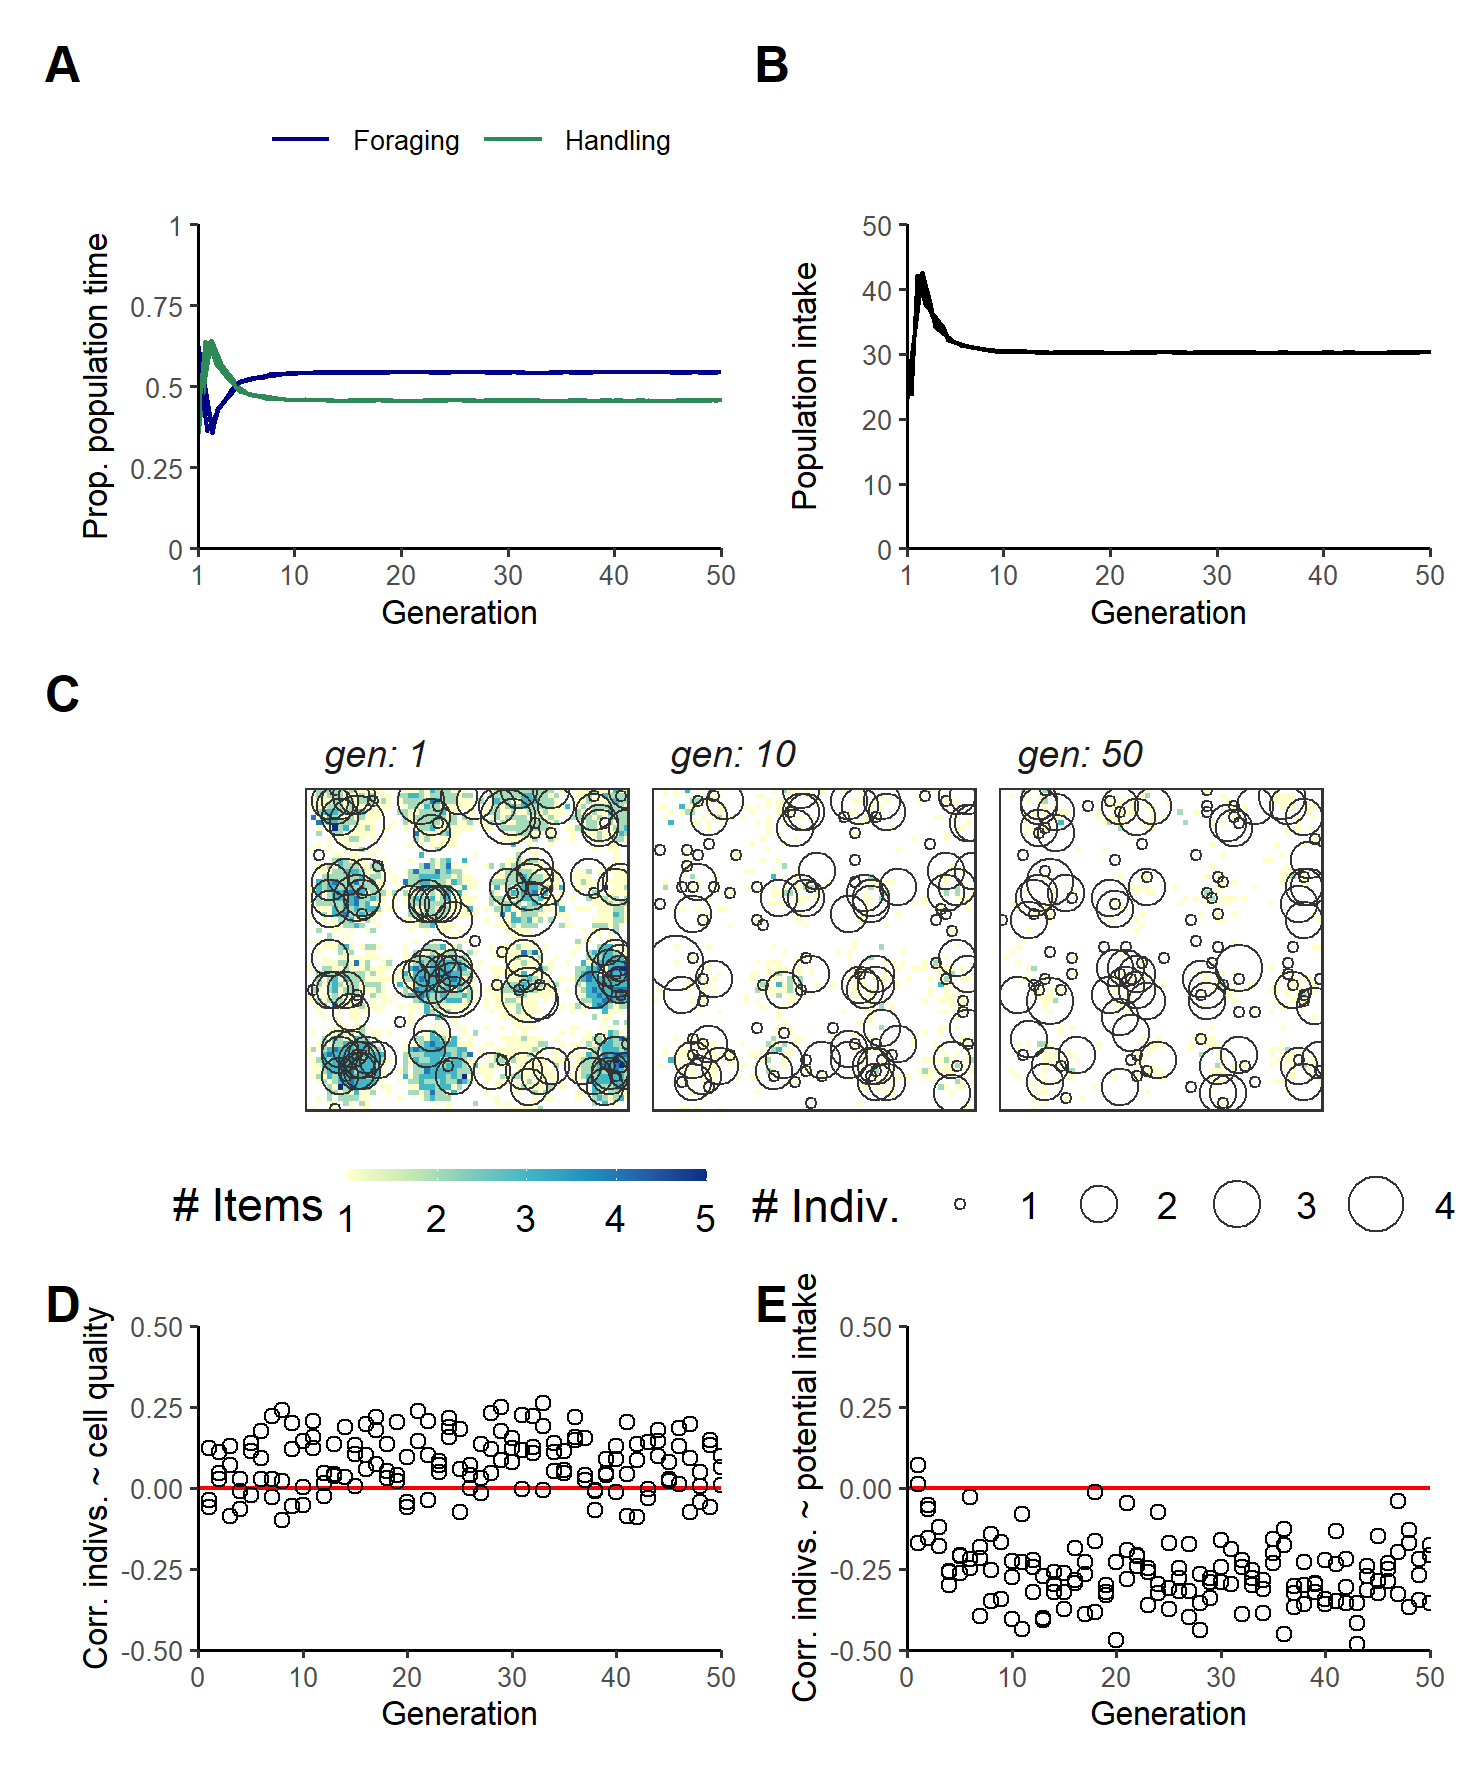 A
B
Foraging Handling
Prop. population time
1
0.75
0.5
0.25
0
1 10 20 30 40 50
Generation
Population intake
50
40
30
20
10
0
1 10 20 30 40 50
Generation
C
gen: 1 gen: 10 gen: 50
# Items 1 2 3 4 5
# Indiv. 1 2 3 4
D
Corr. indivs. ~ cell quality
0.50
0.25
0.00
-0.25
-0.50
0 10 20 30 40 50
Generation
E
Corr. indivs. ~ potential intake
0.50
0.25
0.00
-0.25
-0.50
0 10 20 30 40 50
Generation